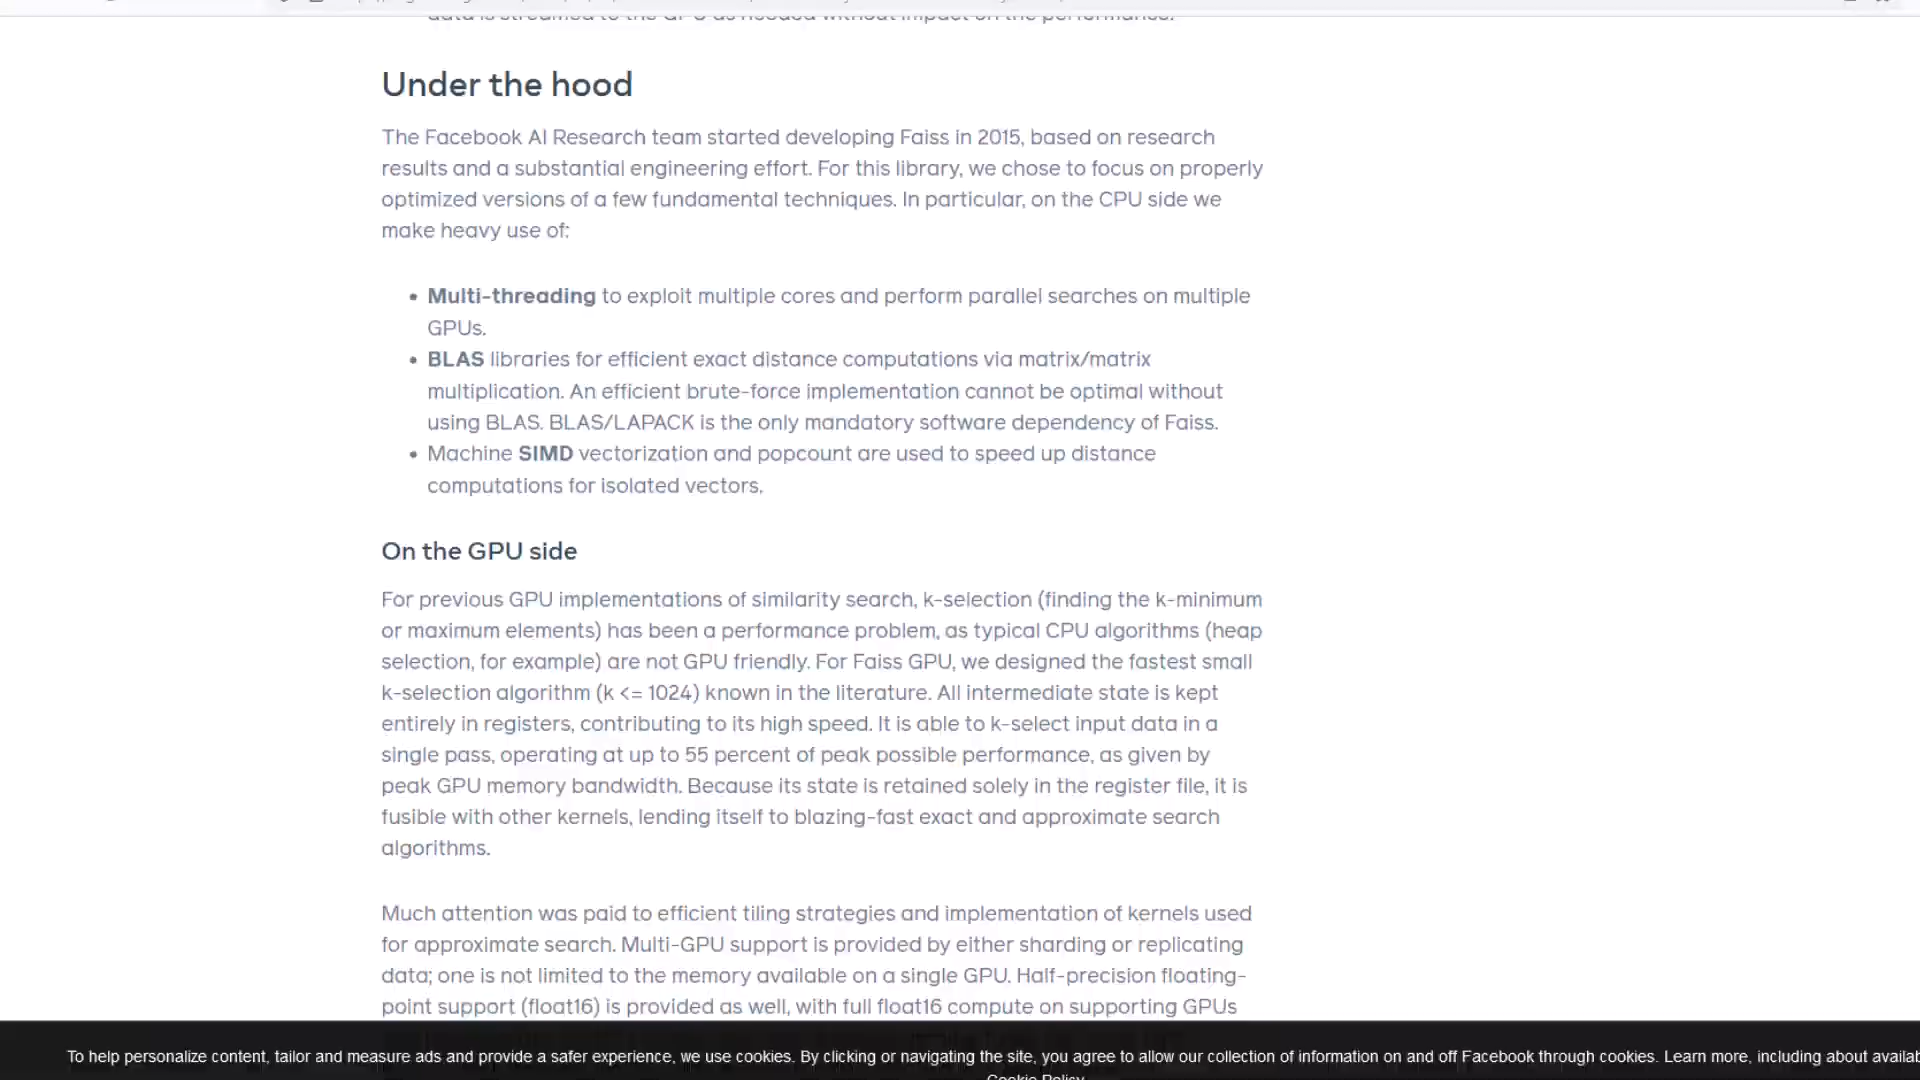 data is streamed to the GPU as needed without impact on the performance.
Under the hood
The Facebook AI Research team started developing Faiss in 2015, based on research
results and a substantial engineering effort. For this library, we chose to focus on properly
optimized versions of a few fundamental techniques. In particular, on the CPU side we
make heavy use of:
• Multi-threading to exploit multiple cores and perform parallel searches on multiple
GPUs.
• BLAS libraries for efficient exact distance computations via matrix/matrix
multiplication. An efficient brute-force implementation cannot be optimal without
using BLAS. BLAS/LAPACK is the only mandatory software dependency of Faiss.
• Machine SIMD vectorization and popcount are used to speed up distance
computations for isolated vectors.
On the GPU side
For previous GPU implementations of similarity search, k-selection (finding the k-minimum
or maximum elements) has been a performance problem, as typical CPU algorithms (heap
selection, for example) are not GPU friendly. For Faiss GPU, we designed the fastest small
k-selection algorithm (k <= 1024) known in the literature. All intermediate state is kept
entirely in registers, contributing to its high speed. It is able to k-select input data in a
single pass, operating at up to 55 percent of peak possible performance, as given by
peak GPU memory bandwidth. Because its state is retained solely in the register file, it is
fusible with other kernels, lending itself to blazing-fast exact and approximate search
algorithms.
Much attention was paid to efficient tiling strategies and implementation of kernels used
for approximate search. Multi-GPU support is provided by either sharding or replicating
data; one is not limited to the memory available on a single GPU. Half-precision floating-
point support (float16) is provided as well, with full float16 compute on supporting GPUs
To help personalize content, tailor and measure ads and provide a safer experience, we use cookies. By clicking or navigating the site, you agree to allow our collection of information on and off Facebook through cookies. Learn more, including about availab
Cookie Policy